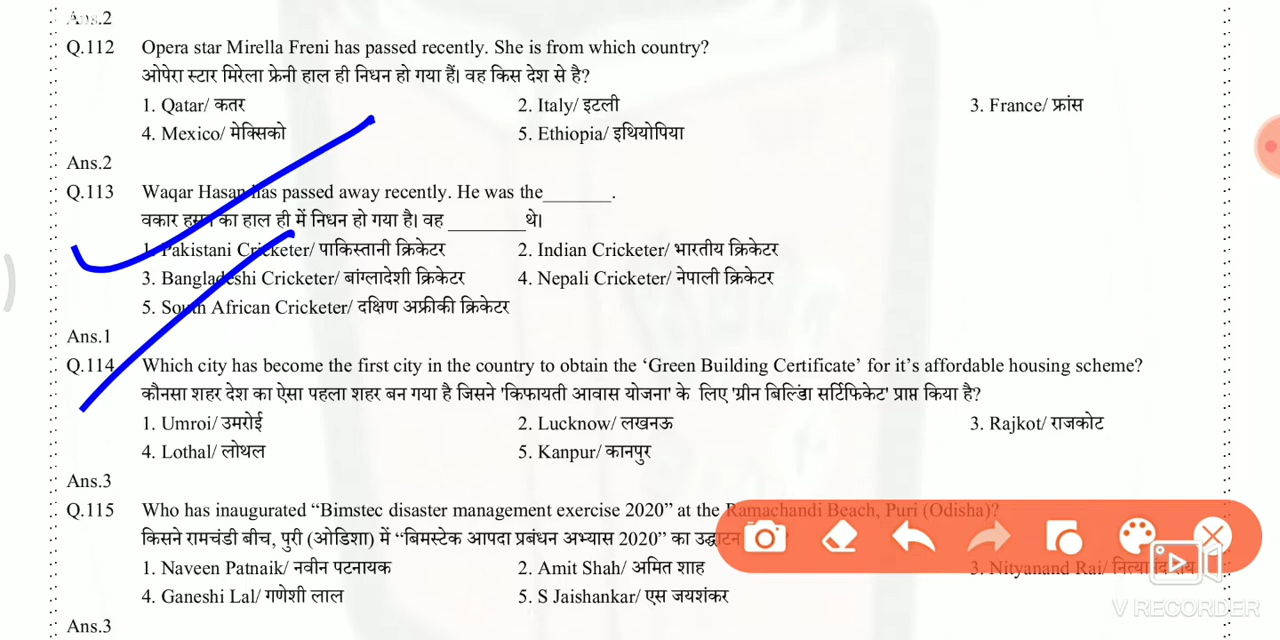 Ans.2
Q.112 Opera star Mirella Freni has passed recently. She is from which country?
ओपेरा स्टार मिरेला फ्रेनी हाल ही निधन हो गया हैं। वह किस देश से है?
1. Qatar/ कतर 2. Italy/ इटली 3. France/ फ्रांस
4. Mexico/ मेक्सिको 5. Ethiopia/ इथियोपिया
Ans.2
Q.113 Waqar Hasan has passed away recently. He was the_______.
वकार हसन का हाल ही में निधन हो गया है। वह ________ थे।
1. Pakistani Cricketer/ पाकिस्तानी क्रिकेटर 2. Indian Cricketer/ भारतीय क्रिकेटर
3. Bangladeshi Cricketer/ बांग्लादेशी क्रिकेटर 4. Nepali Cricketer/ नेपाली क्रिकेटर
5. South African Cricketer/ दक्षिण अफ्रीकी क्रिकेटर
Ans.1
Q.114 Which city has become the first city in the country to obtain the ‘Green Building Certificate’ for it’s affordable housing scheme?
कौनसा शहर देश का ऐसा पहला शहर बन गया है जिसने 'किफायती आवास योजना' के लिए 'ग्रीन बिल्डिंग सर्टिफिकेट' प्राप्त किया है?
1. Umroi/ उमरोई 2. Lucknow/ लखनऊ 3. Rajkot/ राजकोट
4. Lothal/ लोथल 5. Kanpur/ कानपुर
Ans.3
Q.115 Who has inaugurated “Bimstec disaster management exercise 2020” at the Ramachandi Beach, Puri (Odisha)?
किसने रामचंडी बीच, पुरी (ओडिशा) में “बिमस्टेक आपदा प्रबंधन अभ्यास 2020” का उद्घाटन
1. Naveen Patnaik/ नवीन पटनायक 2. Amit Shah/ अमित शाह 3. Nityanand Rai/
4. Ganeshi Lal/ गणेशी लाल 5. S Jaishankar/ एस जयशंकर
V RECORDER
Ans.3